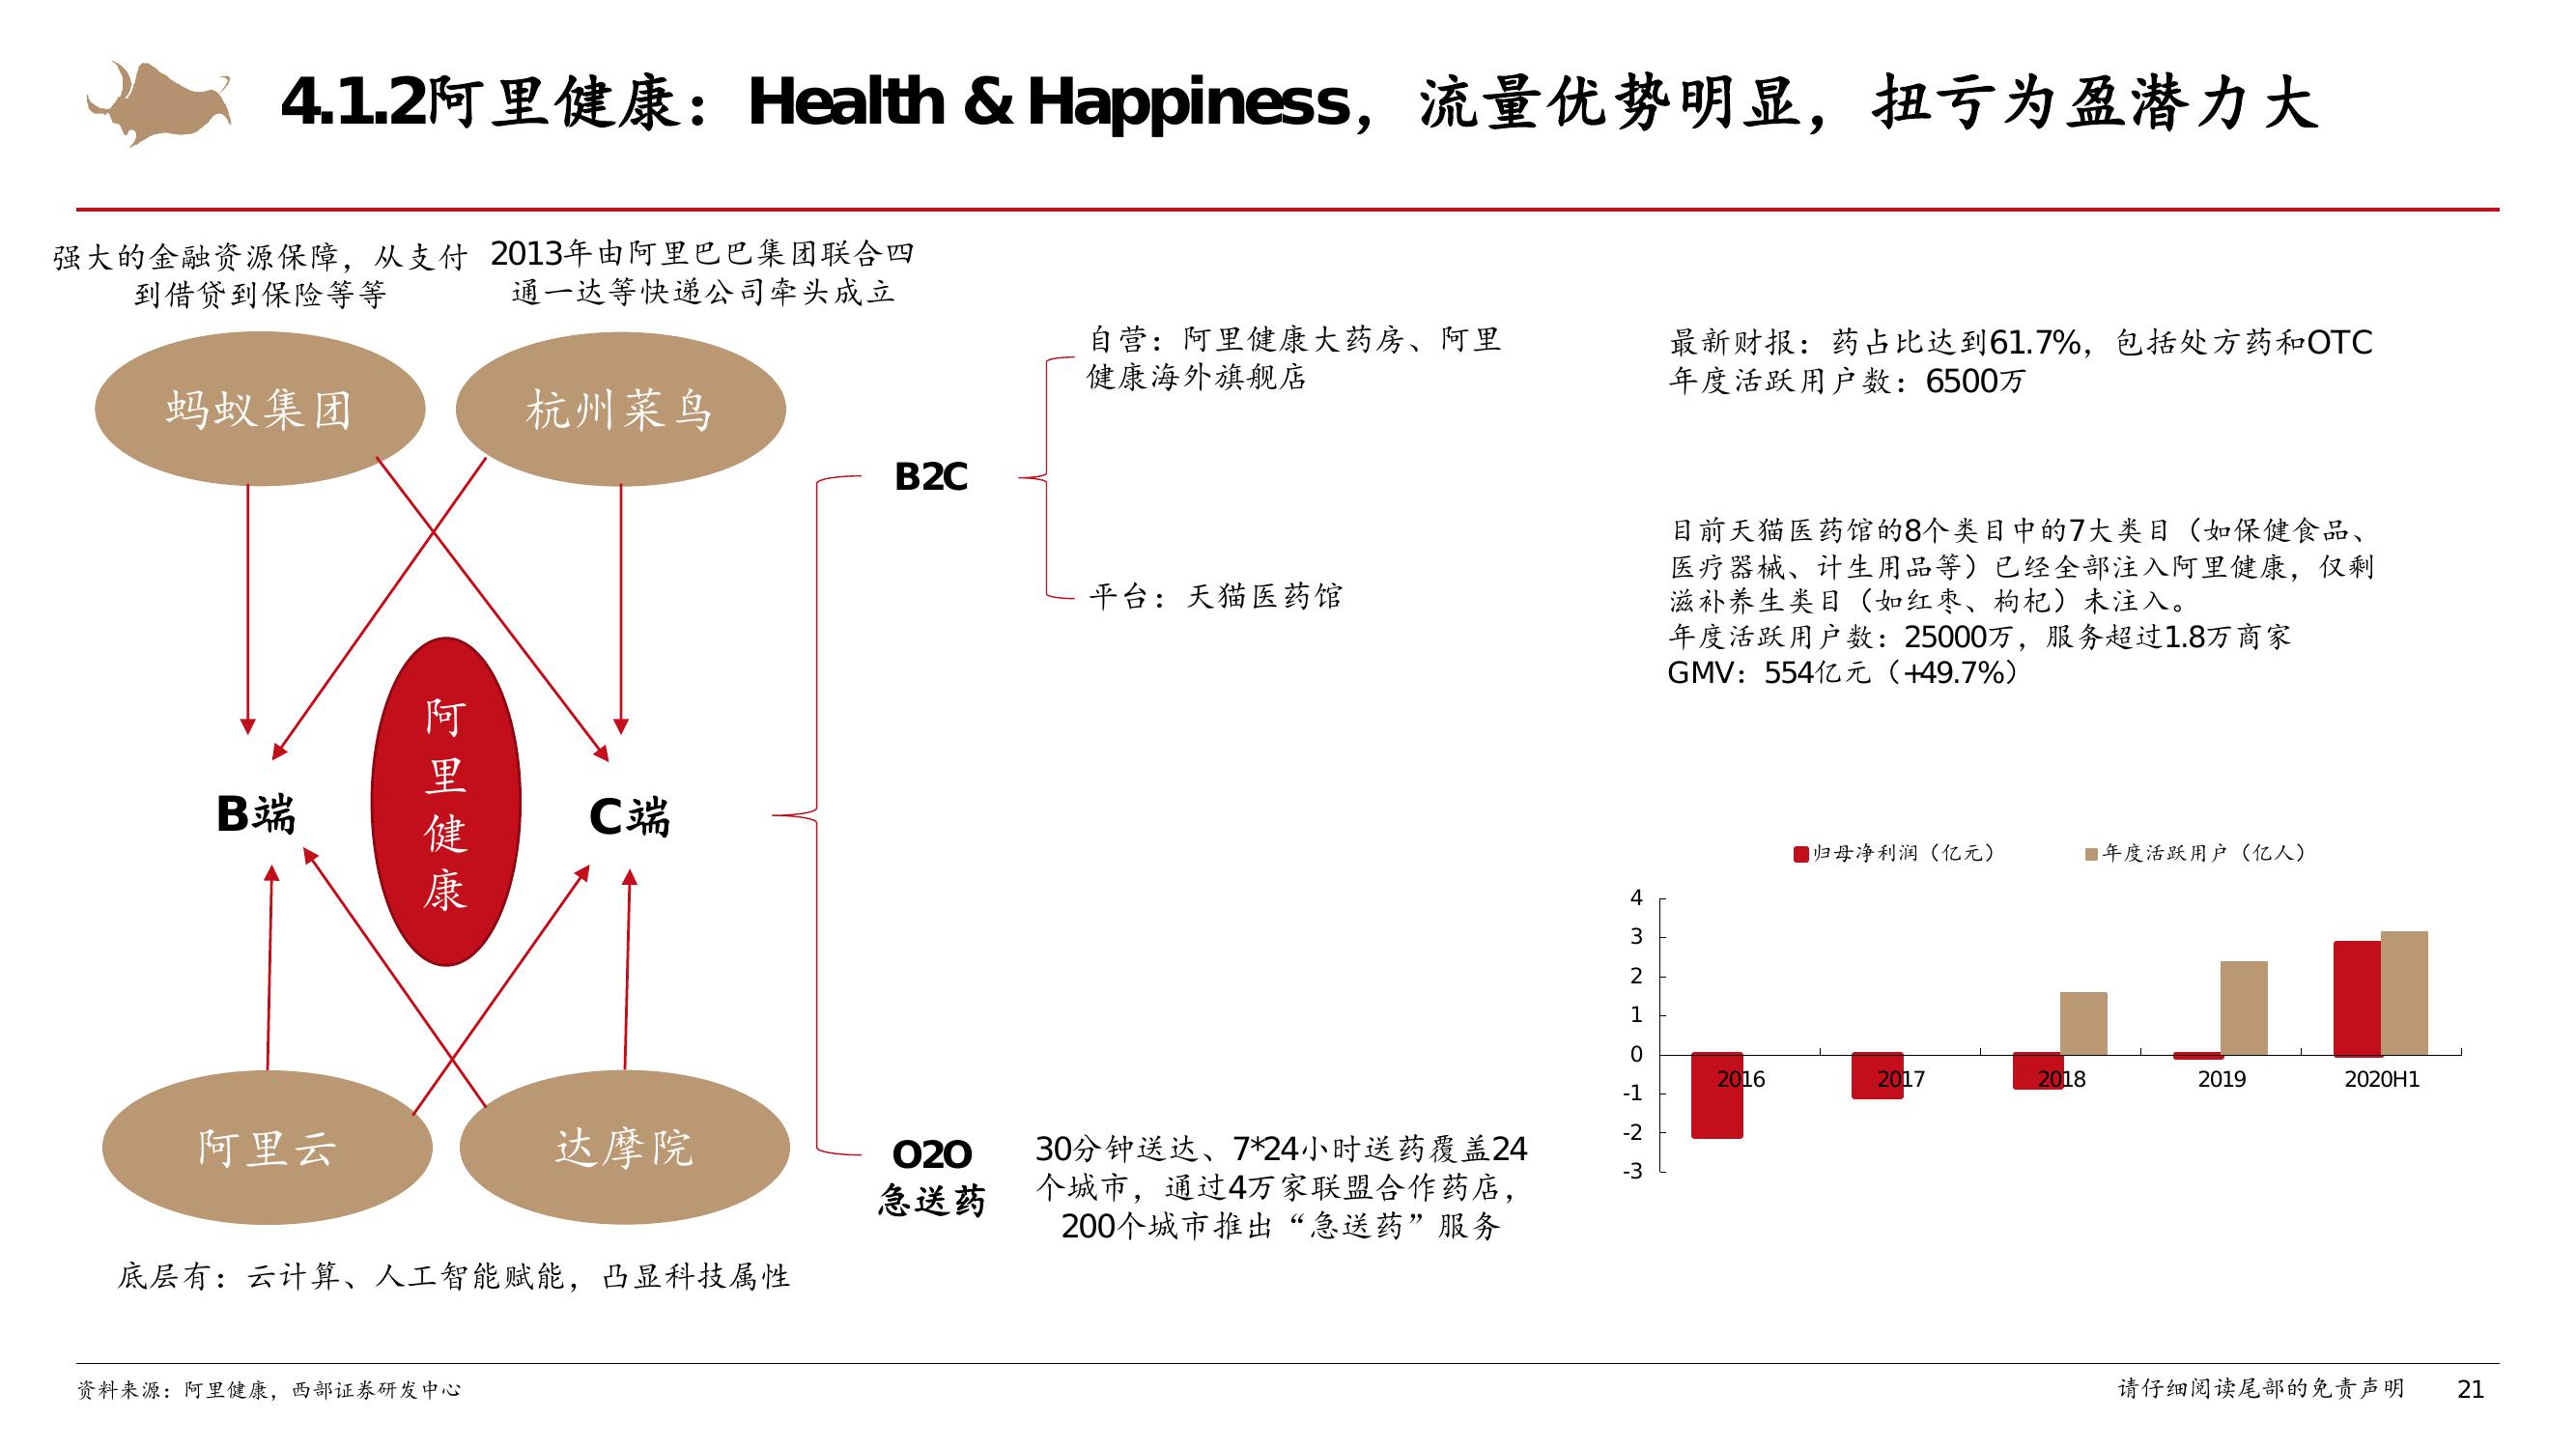 4.1.2阿里健康：Health & Happiness，流量优势明显，扭亏为盈潜力大
强大的金融资源保障，从支付
到借贷到保险等等
2013年由阿里巴巴集团联合四
通一达等快递公司牵头成立
蚂蚁集团
杭州菜鸟
B端
阿
里
健
康
C端
阿里云
达摩院
底层有：云计算、人工智能赋能，凸显科技属性
B2C
自营：阿里健康大药房、阿里
健康海外旗舰店
平台：天猫医药馆
O2O
急送药
30分钟送达、7*24小时送药覆盖24
个城市，通过4万家联盟合作药店，
200个城市推出“急送药”服务
最新财报：药占比达到61.7%，包括处方药和OTC
年度活跃用户数：6500万
目前天猫医药馆的8个类目中的7大类目（如保健食品、
医疗器械、计生用品等）已经全部注入阿里健康，仅剩
滋补养生类目（如红枣、枸杞）未注入。
年度活跃用户数：25000万，服务超过1.8万商家
GMV：554亿元（+49.7%）
归母净利润（亿元）
年度活跃用户（亿人）
4
3
2
1
0
-1
-2
-3
2016
2017
2018
2019
2020H1
资料来源：阿里健康，西部证券研发中心
请仔细阅读尾部的免责声明
21